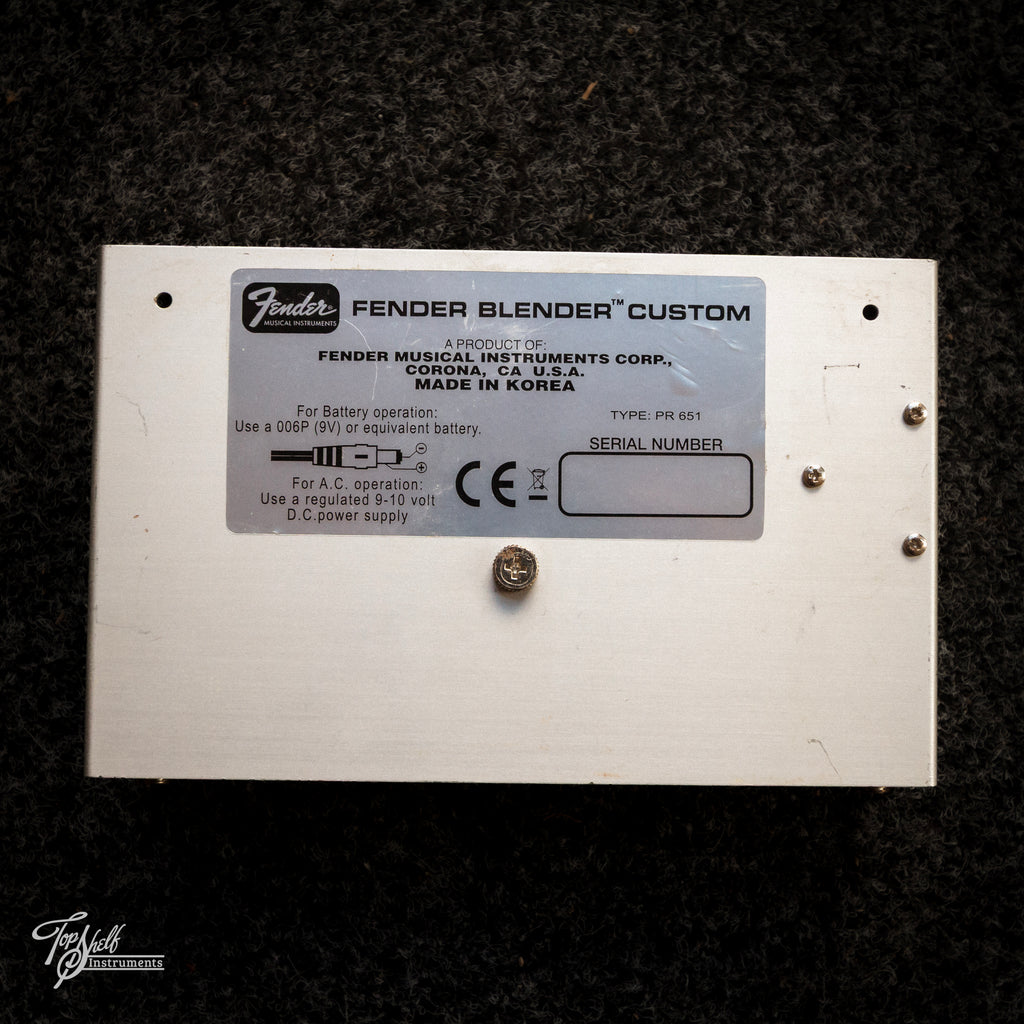 Fender
MUSICAL INSTRUMENTS
FENDER BLENDER™ CUSTOM
A PRODUCT OF:
FENDER MUSICAL INSTRUMENTS CORP.,
CORONA, CA U.S.A.
MADE IN KOREA
For Battery operation:
Use a 006P (9V) or equivalent battery.
For A.C. operation:
Use a regulated 9-10 volt
D.C.power supply
CE
TYPE: PR 651
SERIAL NUMBER
Top Shelf
Instruments